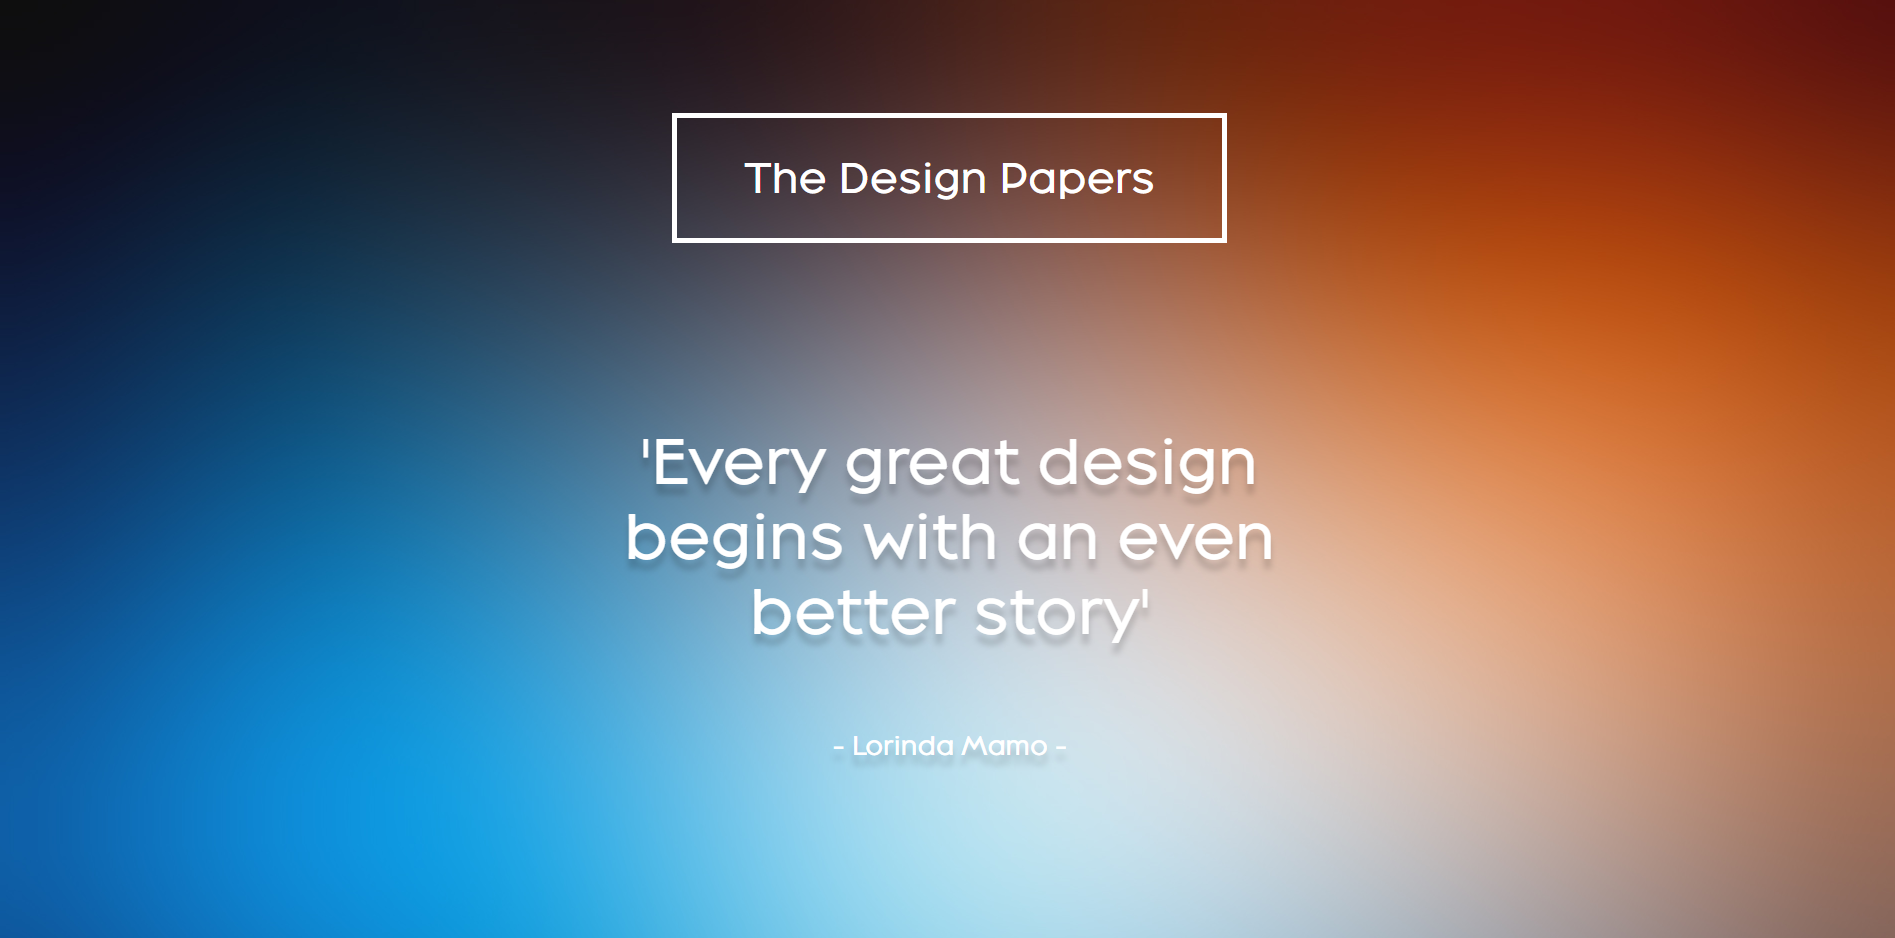 The Design Papers
'Every great design
begins with an even
better story'
- Lorinda Mamo -